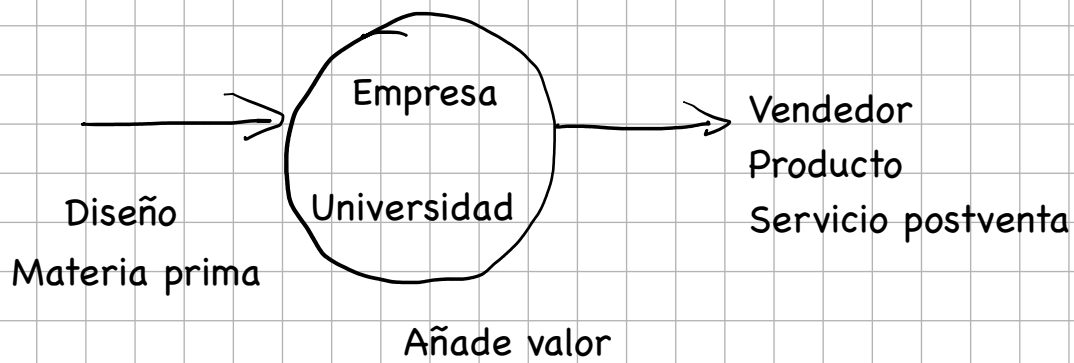 Diseño
Materia prima
Empresa
Universidad
Añade valor
Vendedor
Producto
Servicio postventa